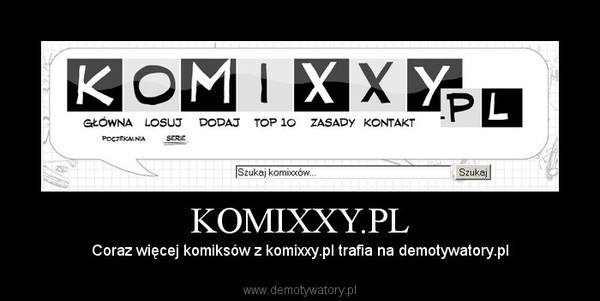 KOMIXXY.PL
GŁÓWNA LOSUJ DODAJ TOP 10 ZASADY KONTAKT
POCZEKALNIA SERIE
Szukaj komixxów... Szukaj
KOMIXXY.PL
Coraz więcej komiksów z komixxy.pl trafia na demotywatory.pl
www.demotywatory.pl